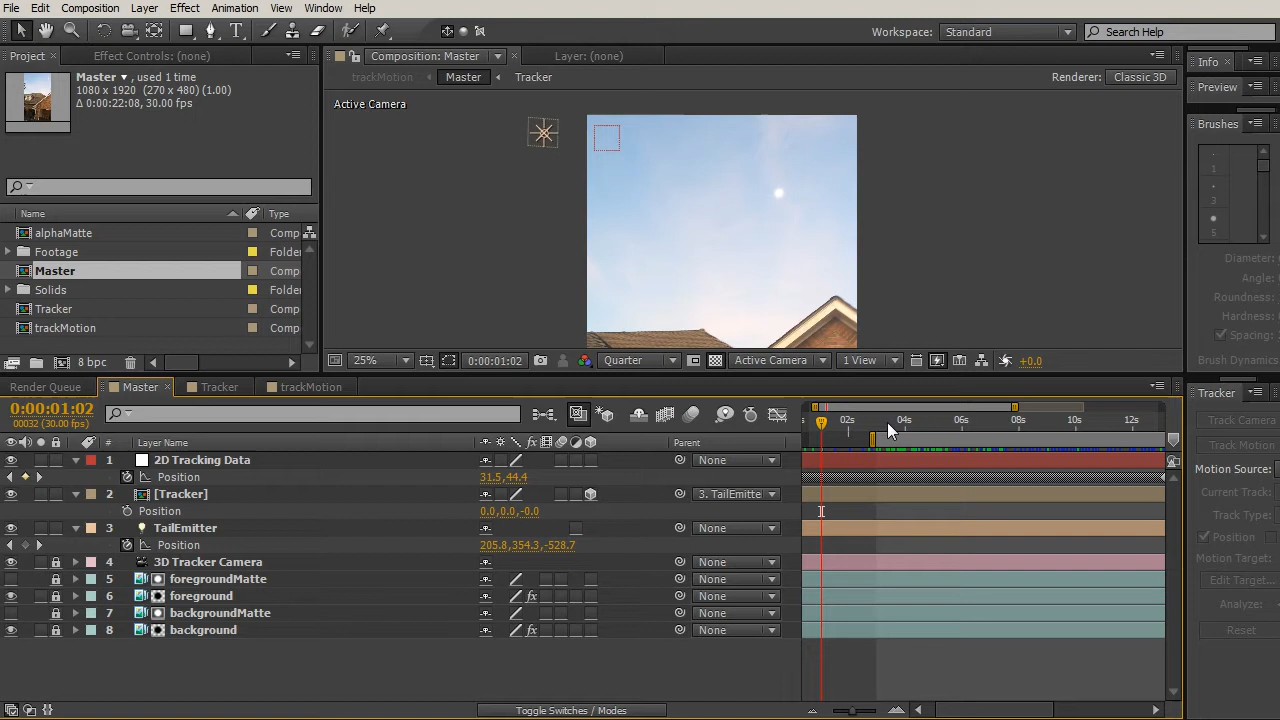 File Edit Composition Layer Effect Animation View Window Help
Workspace: Standard Search Help
Project Effect Controls: (none)
Composition: Master Layer: (none)
Info
Master , used 1 time
1080 x 1920 (270 x 480) (1.00)
Δ 0:00:22:08, 30.00 fps
trackMotion Master Tracker
Renderer: Classic 3D
Preview
Active Camera
Brushes
1
3
5
Name Type
alphaMatte Comp
Footage Folder
Master Comp
Solids Folder
Tracker Comp
trackMotion Comp
Diameter:
Angle:
Roundness:
Hardness:
Spacing:
Brush Dynamics
8 bpc
25% 0:00:01:02 Quarter Active Camera 1 View +0.0
Render Queue Master Tracker trackMotion
Tracker
0:00:01:02
00032 (30.00 fps)
02s 04s 06s 08s 10s 12s
Track Camera
Track Motion
# Layer Name Parent
1 2D Tracking Data None
Position 31.5,44.4
2 [Tracker] 3. TailEmitte
Position 0.0,0.0,-0.0
3 TailEmitter None
Position 205.8,354.3,-528.7
4 3D Tracker Camera None
5 foregroundMatte None
6 foreground None
7 backgroundMatte None
8 background None
Motion Source:
Current Track:
Track Type:
Position
Motion Target:
Edit Target...
Analyze:
Reset
Toggle Switches / Modes